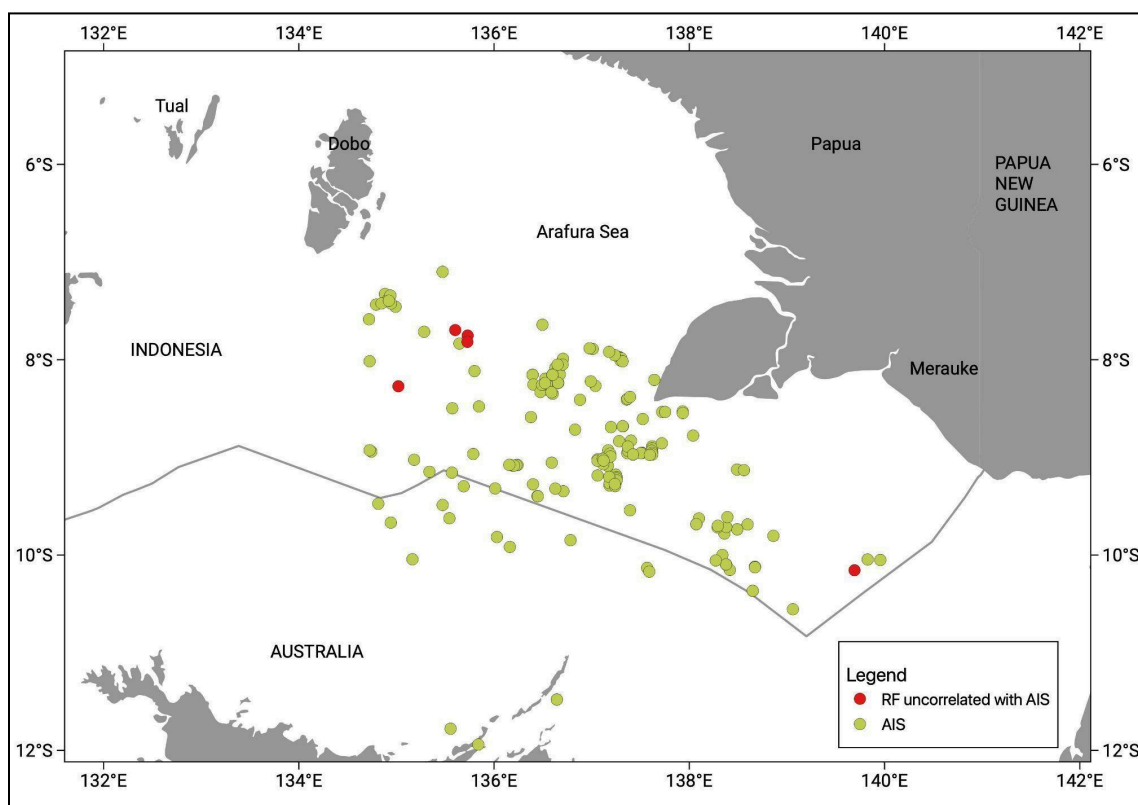 132°E 134°E 136°E 138°E 140°E 142°E
Tual
Dobo
Papua
6°S 6°S
PAPUA
NEW
GUINEA
Arafura Sea
INDONESIA
8°S 8°S
Merauke
10°S 10°S
AUSTRALIA
Legend
RF uncorrelated with AIS
AIS
12°S 12°S
132°E 134°E 136°E 138°E 140°E 142°E